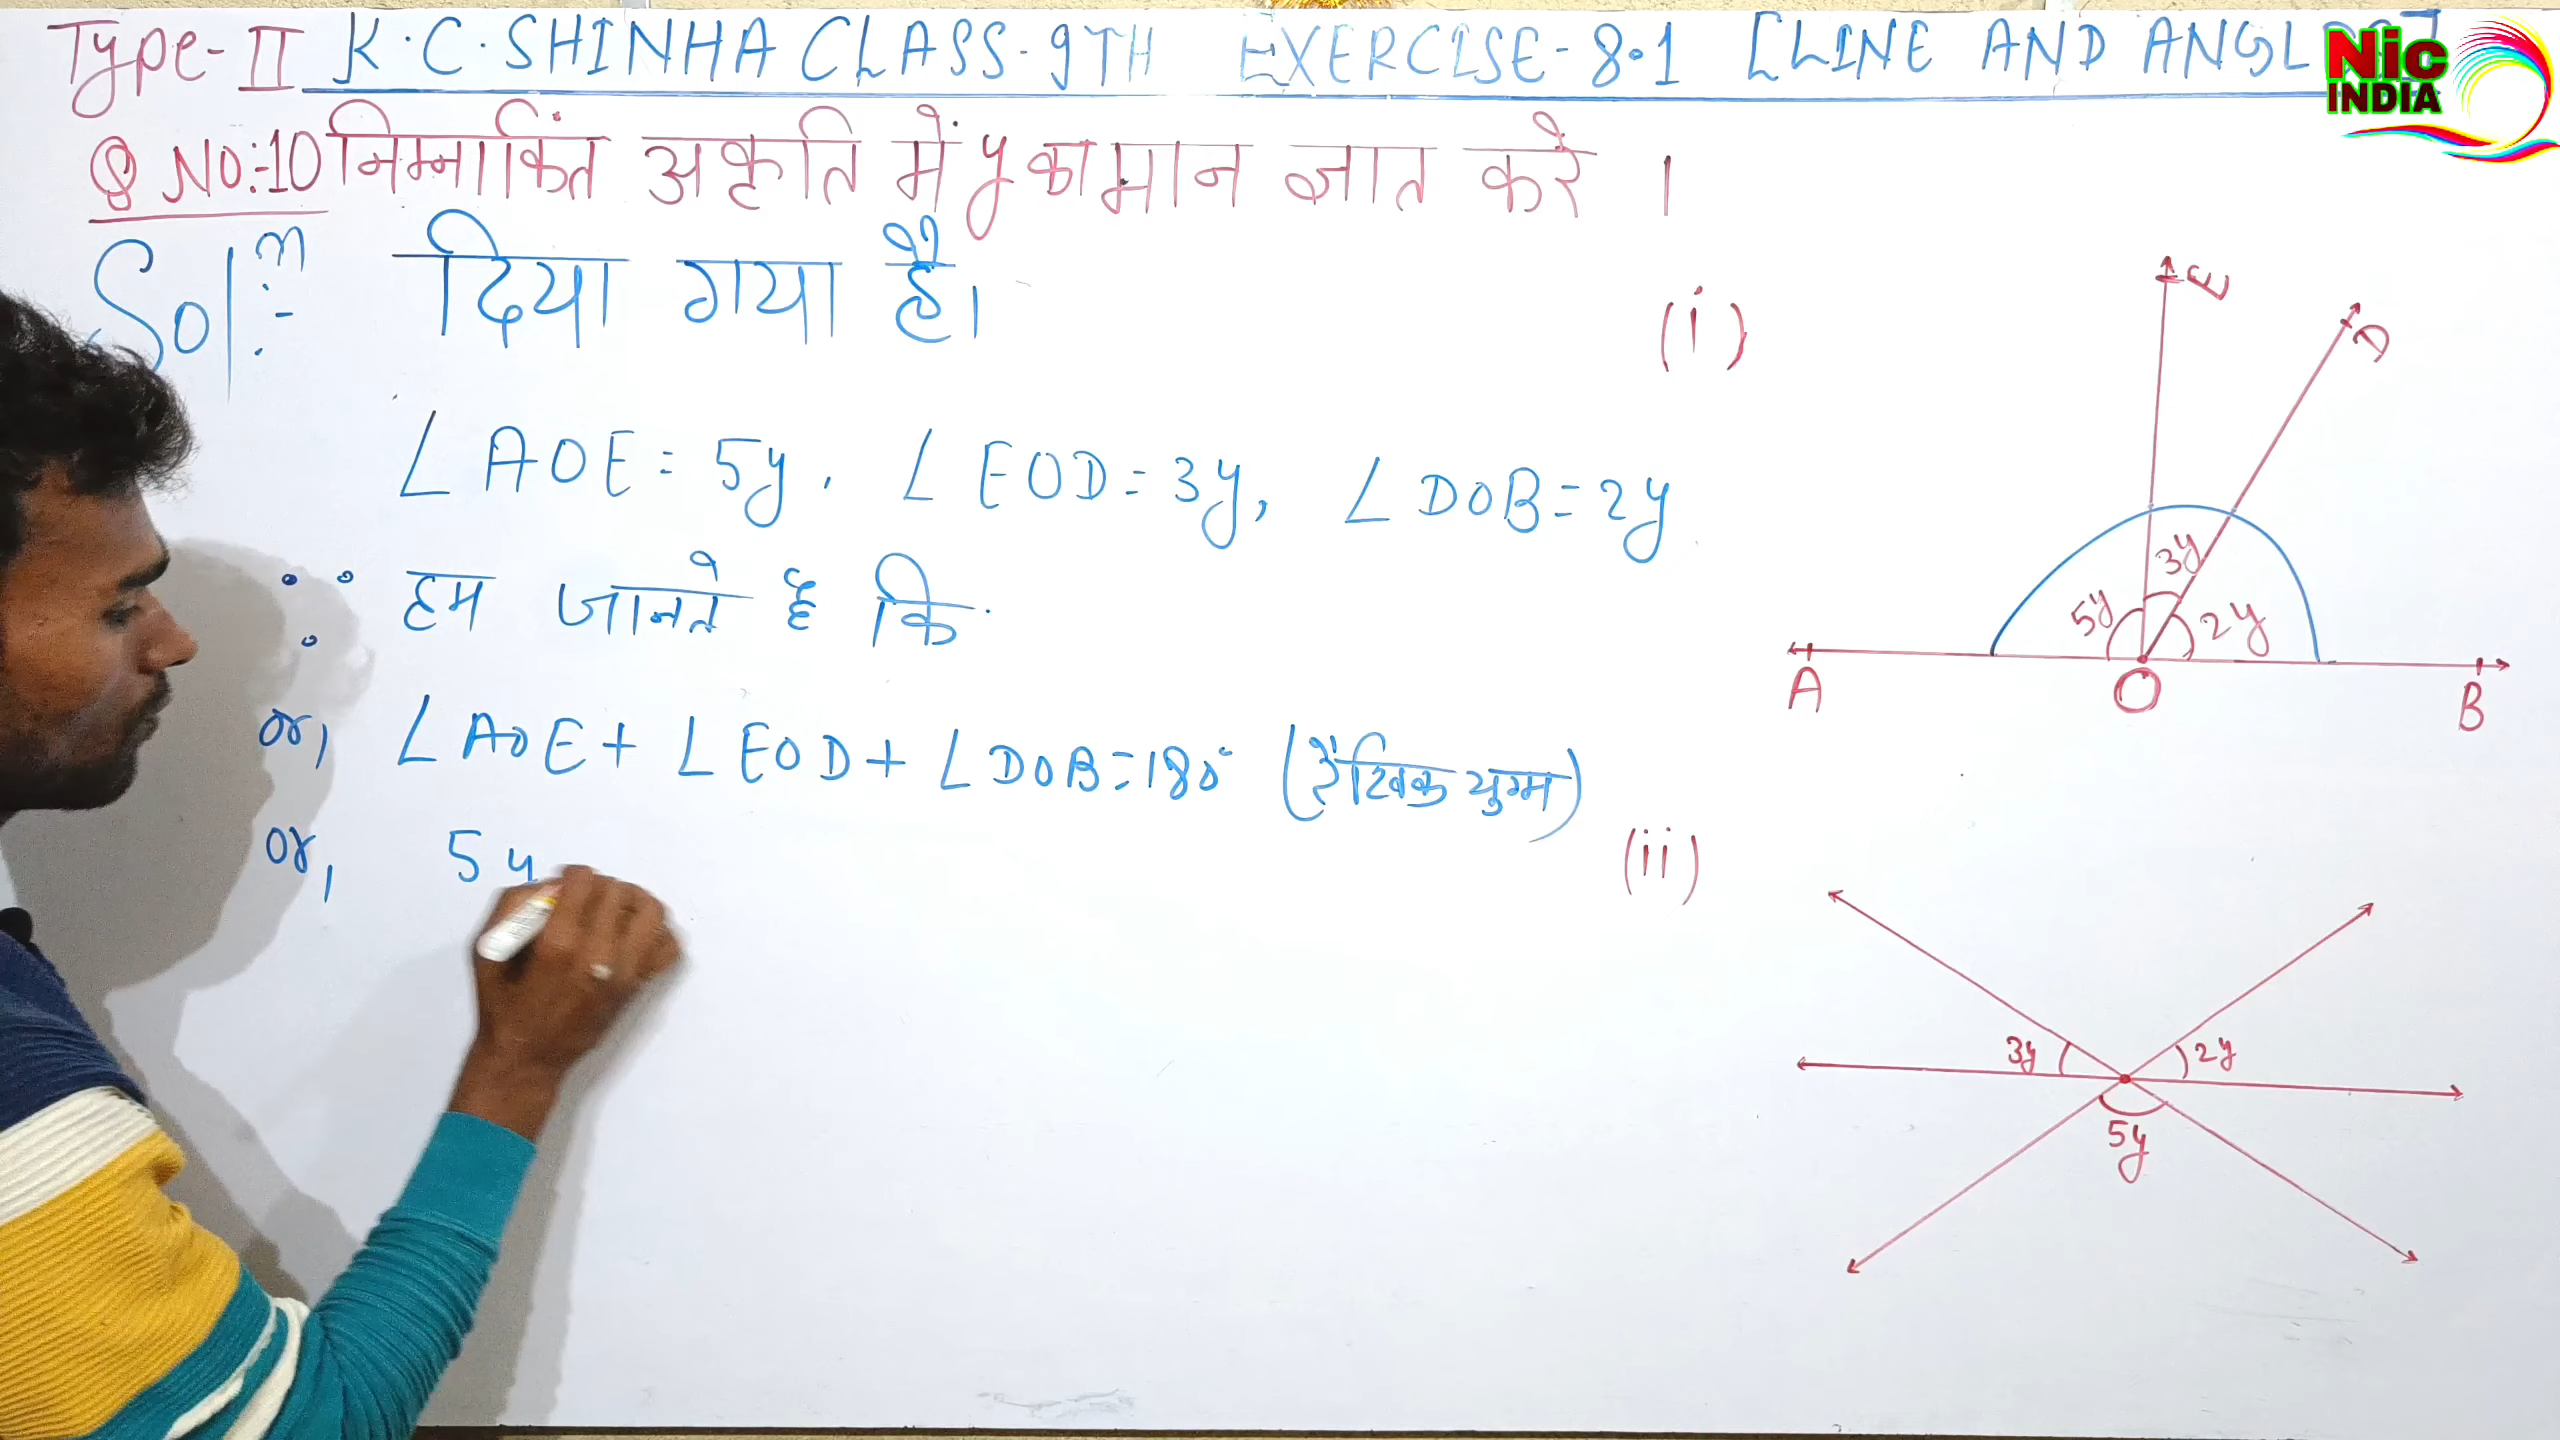 Type-II K.C.SHINHA CLASS-9TH EXERCISE-8.1 [LINE AND ANGL
Nic
INDIA
Q NO:-10 निम्नाकिंत अकृति में y का मान ज्ञात करे ।
Solⁿ:- दिया गया है।
(i)
E
D
∠AOE = 5y, ∠EOD = 3y, ∠DOB = 2y
3y
5y
2y
A
O
B
∵ हम जानते है कि
or, ∠AOE + ∠EOD + ∠DOB = 180° (रैखिक युग्म)
or, 5y
(ii)
3y
2y
5y